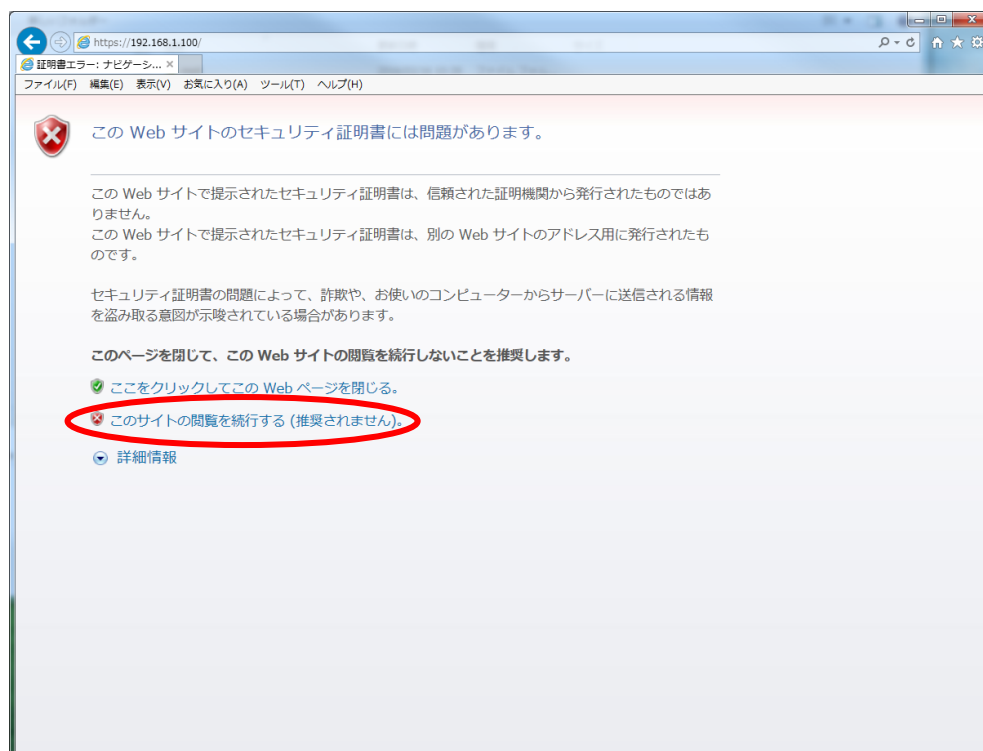 https://192.168.1.100/
証明書エラー: ナビゲーシ... ×
ファイル(F) 編集(E) 表示(V) お気に入り(A) ツール(T) ヘルプ(H)
この Web サイトのセキュリティ証明書には問題があります。
この Web サイトで提示されたセキュリティ証明書は、信頼された証明機関から発行されたものではあ
りません。
この Web サイトで提示されたセキュリティ証明書は、別の Web サイトのアドレス用に発行されたも
のです。
セキュリティ証明書の問題によって、詐欺や、お使いのコンピューターからサーバーに送信される情報
を盗み取る意図が示唆されている場合があります。
このページを閉じて、この Web サイトの閲覧を続行しないことを推奨します。
ここをクリックしてこの Web ページを閉じる。
このサイトの閲覧を続行する (推奨されません)。
詳細情報